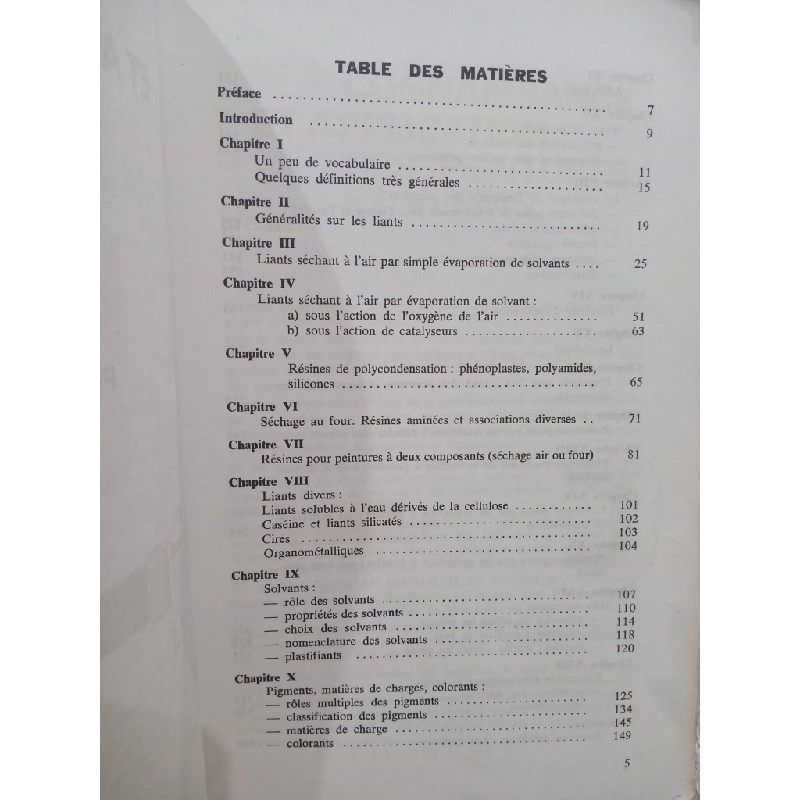 TABLE DES MATIÈRES
Préface ........................................ 7
Introduction ................................... 9
Chapitre I
Un peu de vocabulaire .......................... 11
Quelques définitions très générales .................... 15
Chapitre II
Généralités sur les liants ............................ 19
Chapitre III
Liants séchant à l'air par simple évaporation de solvants .... 25
Chapitre IV
Liants séchant à l'air par évaporation de solvant :
a) sous l'action de l'oxygène de l'air .............. 51
b) sous l'action de catalyseurs .................... 63
Chapitre V
Résines de polycondensation : phénoplastes, polyamides,
silicones ...................................... 65
Chapitre VI
Séchage au four. Résines aminées et associations diverses .. 71
Chapitre VII
Résines pour peintures à deux composants (séchage air ou four) 81
Chapitre VIII
Liants divers :
Liants solubles à l'eau dérivés de la cellulose ............ 101
Caséine et liants silicatés ............................ 102
Cires .......................................... 103
Organométalliques ................................ 104
Chapitre IX
Solvants :
— rôle des solvants ................................ 107
— propriétés des solvants ............................ 110
— choix des solvants .............................. 114
— nomenclature des solvants ........................ 118
— plastifiants .................................. 120
Chapitre X
Pigments, matières de charges, colorants :
— rôles multiples des pigments ...................... 125
— classification des pigments ........................ 134
— matières de charge .............................. 145
— colorants .................................... 149
5